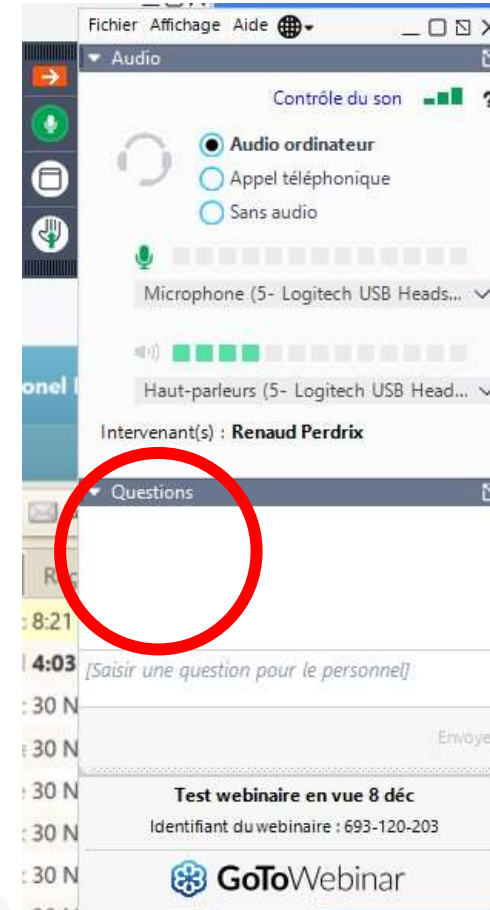 Fichier Affichage Aide
Audio
Contrôle du son
?
Audio ordinateur
Appel téléphonique
Sans audio
Microphone (5- Logitech USB Heads...
Haut-parleurs (5- Logitech USB Head...
Intervenant(s) : Renaud Perdrix
onel
Questions
8:21
4:03
[Saisir une question pour le personnel]
30 N
Envoye
30 N
30 N
Test webinaire en vue 8 déc
30 N
Identifiant du webinaire : 693-120-203
30 N
GoToWebinar